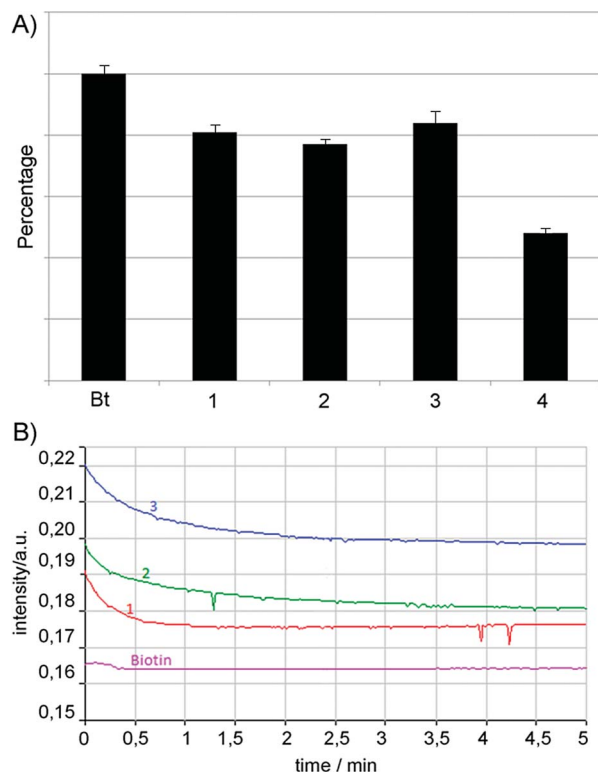 A)
Percentage
Bt 1 2 3 4
B)
intensity/a.u.
0,22
0,21
0,20
0,19
0,18
0,17
0,16
0,15
3
2
1
Biotin
0 0,5 1 1,5 2 2,5 3 3,5 4 4,5 5
time / min